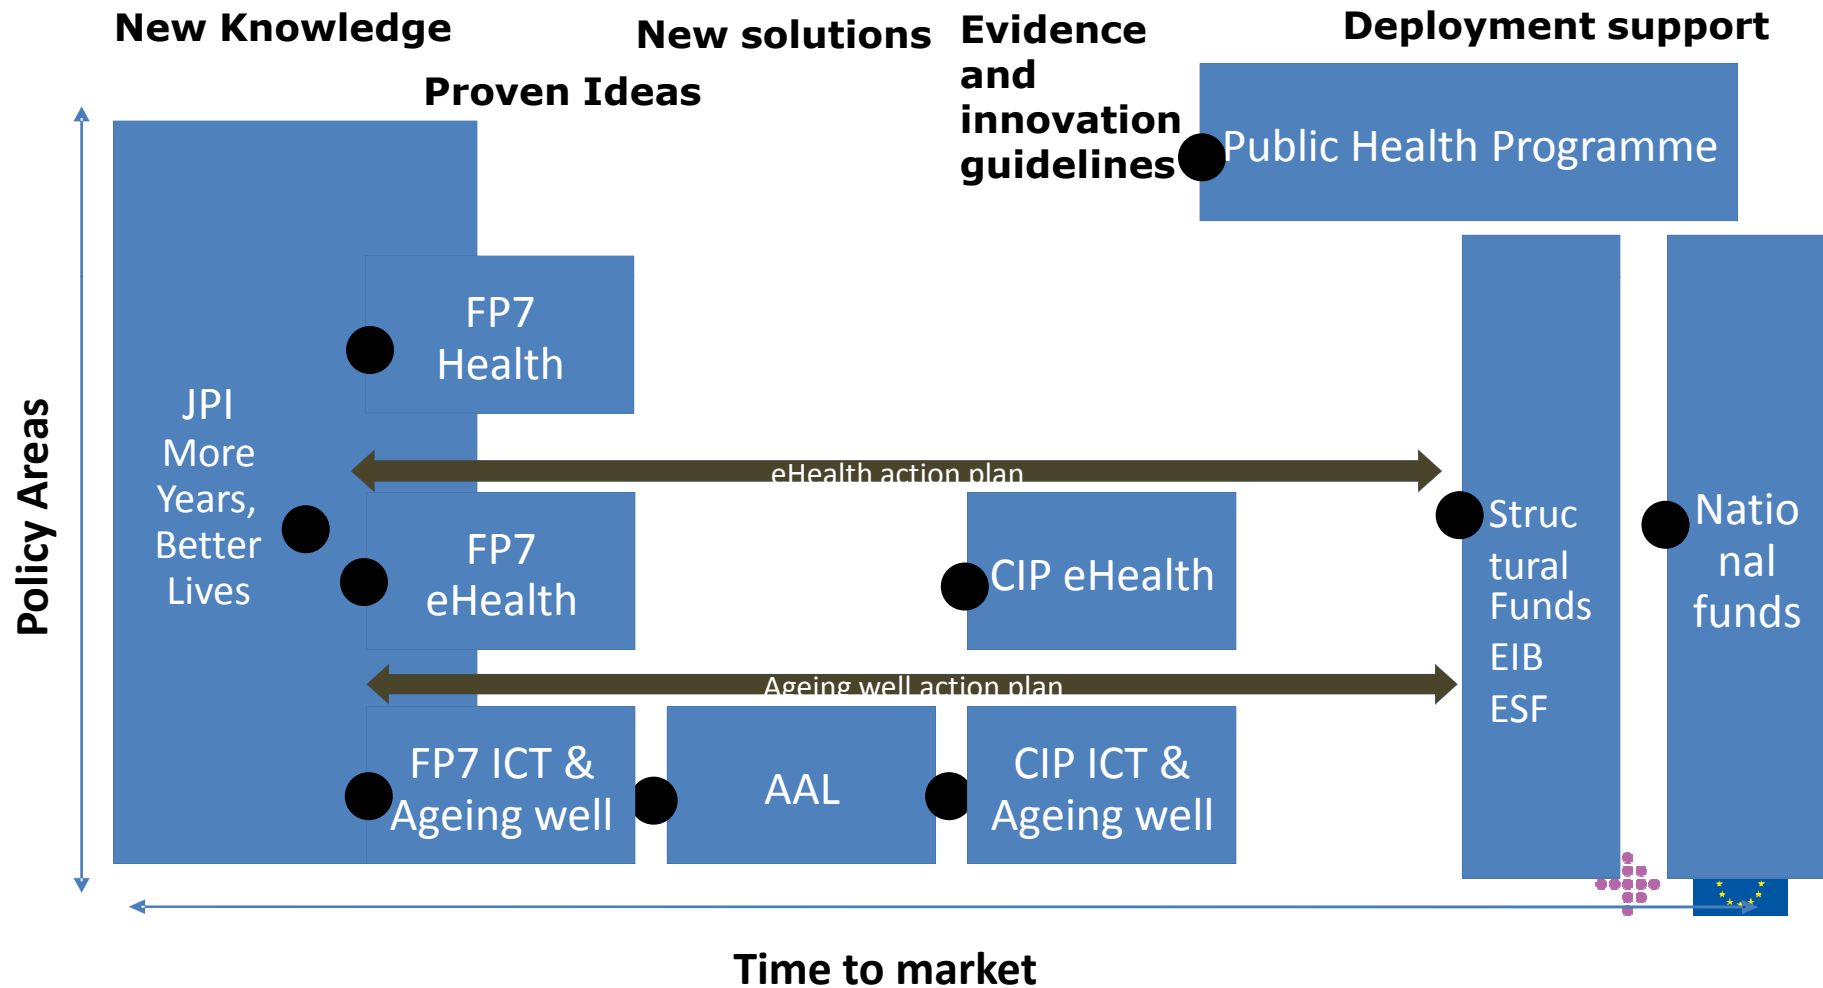 New Knowledge
New solutions
Evidence
and
innovation
guidelines
Deployment support
Proven Ideas
Public Health Programme
Policy Areas
JPI
More
Years,
Better
Lives
FP7
Health
eHealth action plan
FP7
eHealth
CIP eHealth
Ageing well action plan
FP7 ICT &
Ageing well
AAL
CIP ICT &
Ageing well
Struc
tural
Funds
EIB
ESF
Natio
nal
funds
Time to market